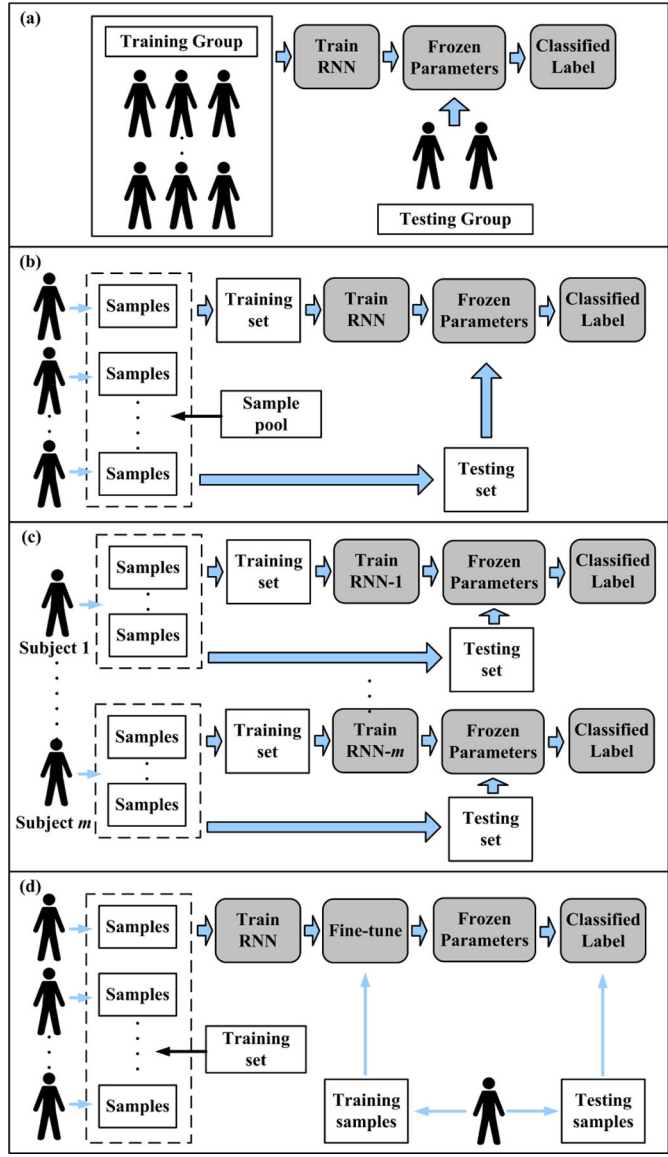 (a)
Training Group
Train
RNN
Frozen
Parameters
Classified
Label
Testing Group
(b)
Samples
Training
set
Train
RNN
Frozen
Parameters
Classified
Label
Samples
Sample
pool
Samples
Testing
set
(c)
Samples
Training
set
Train
RNN-1
Frozen
Parameters
Classified
Label
Samples
Subject 1
Testing
set
Samples
Training
set
Train
RNN-m
Frozen
Parameters
Classified
Label
Samples
Subject m
Testing
set
(d)
Samples
Train
RNN
Fine-tune
Frozen
Parameters
Classified
Label
Samples
Training
set
Samples
Training
samples
Testing
samples